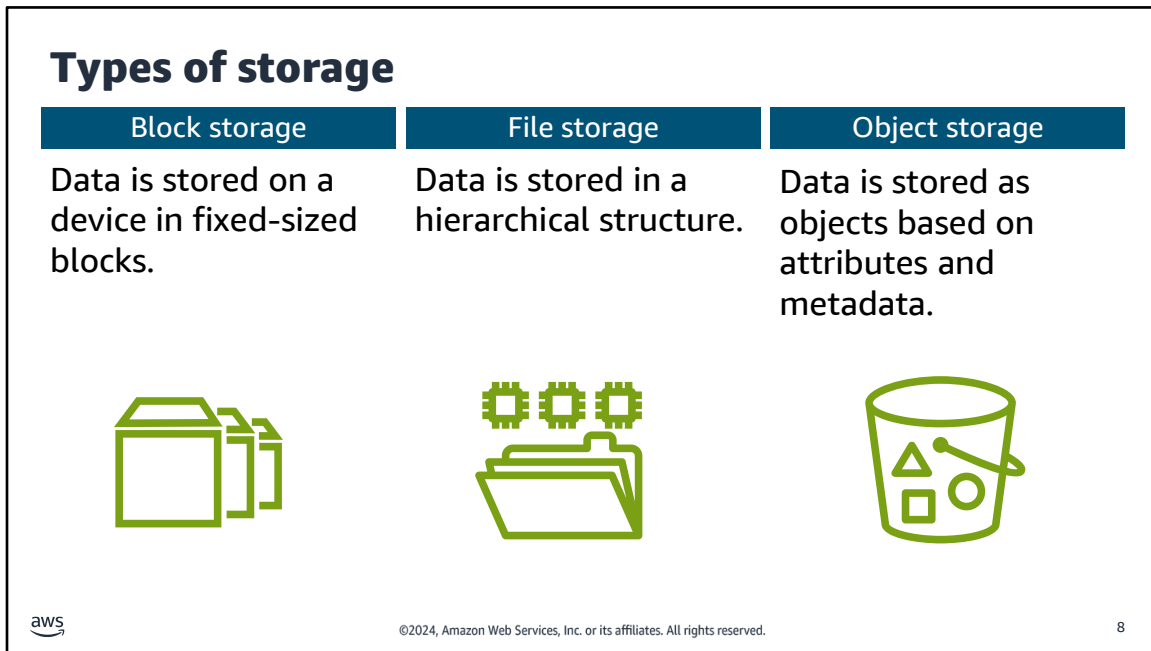 Types of storage
Block storage
Data is stored on a
device in fixed-sized
blocks.
File storage
Data is stored in a
hierarchical structure.
Object storage
Data is stored as
objects based on
attributes and
metadata.
aws
©2024, Amazon Web Services, Inc. or its affiliates. All rights reserved.
8